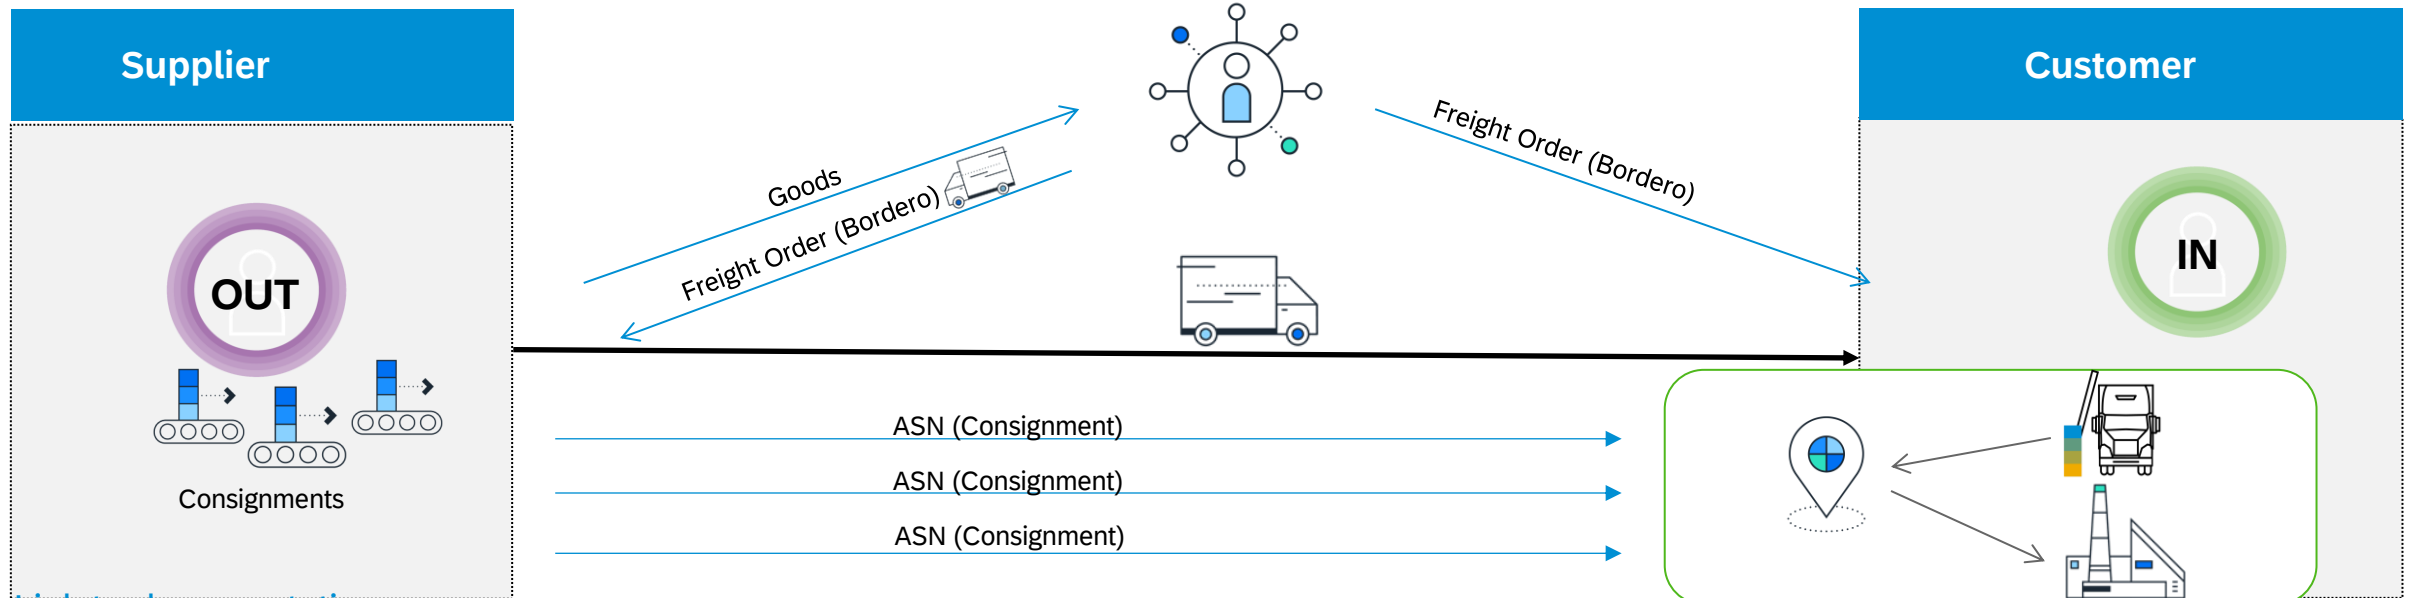 Supplier
Customer
Goods
Freight Order (Bordero)
Freight Order (Bordero)
OUT
IN
ASN (Consignment)
ASN (Consignment)
ASN (Consignment)
Consignments